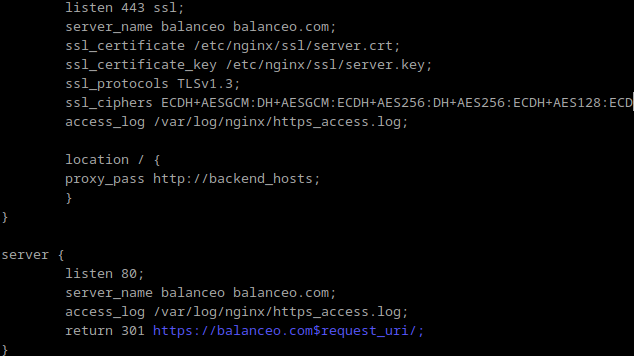 listen 443 ssl;
server_name balanceo balanceo.com;
ssl_certificate /etc/nginx/ssl/server.crt;
ssl_certificate_key /etc/nginx/ssl/server.key;
ssl_protocols TLSv1.3;
ssl_ciphers ECDH+AESGCM:DH+AESGCM:ECDH+AES256:DH+AES256:ECDH+AES128:ECD
access_log /var/log/nginx/https_access.log;
location / {
proxy_pass http://backend_hosts;
}
}
server {
listen 80;
server_name balanceo balanceo.com;
access_log /var/log/nginx/https_access.log;
return 301 https://balanceo.com$request_uri/;
}